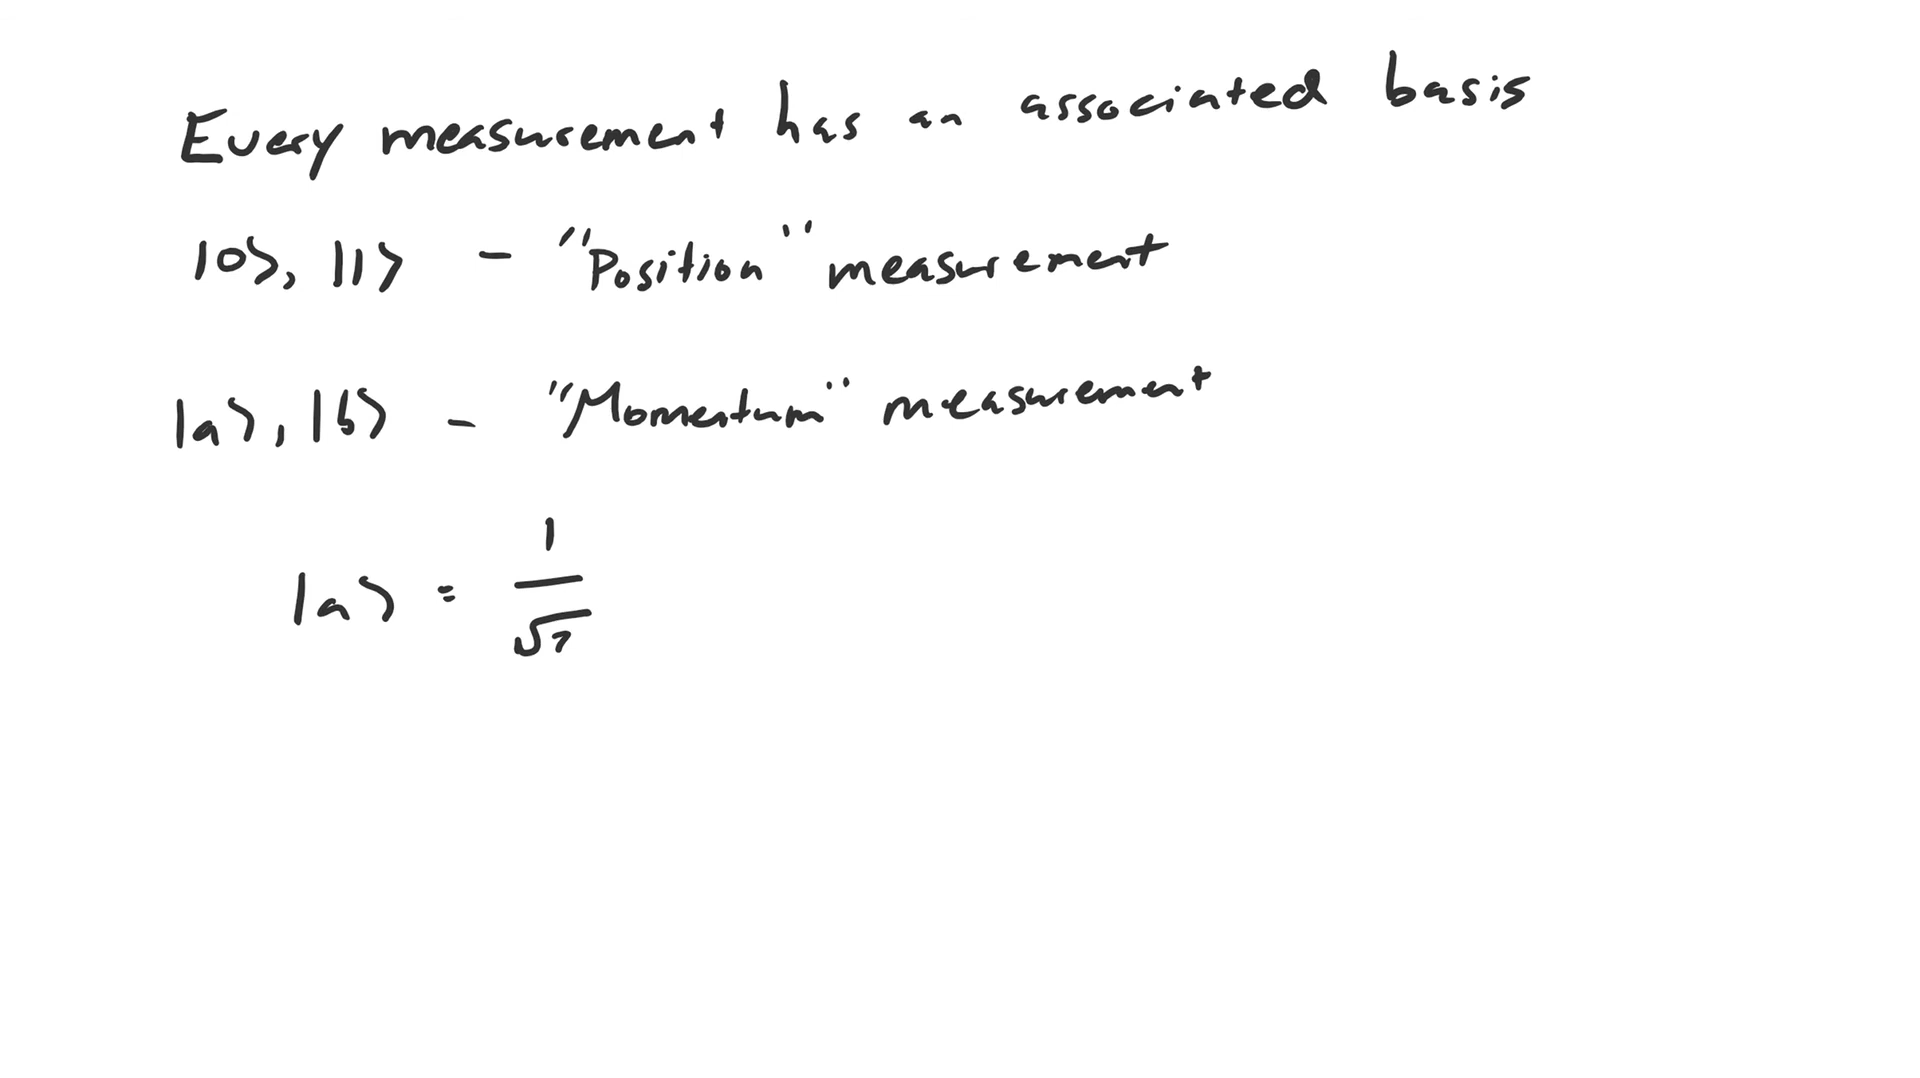 Every measurement has an associated basis
|0⟩, |1⟩ - "Position" measurement
|a⟩, |b⟩ - "Momentum" measurement
|a⟩ = 1/√2